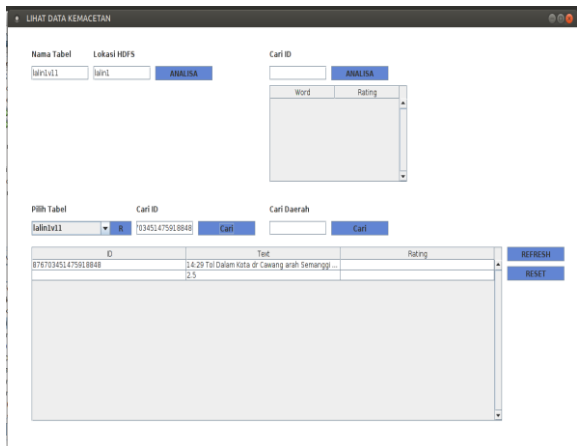 LIHAT DATA KEMACETAN
Nama Tabel Lokasi HDFS Cari ID
lalin1v11 lalin1 ANALISA ANALISA
Word Rating
Pilih Tabel Cari ID Cari Daerah
lalin1v11 R 703451475918848 Cari Cari
ID Text Rating REFRESH
876703451475918848 14:29 Tol Dalam Kota dr Cawang arah Semanggi ...
2.5 RESET